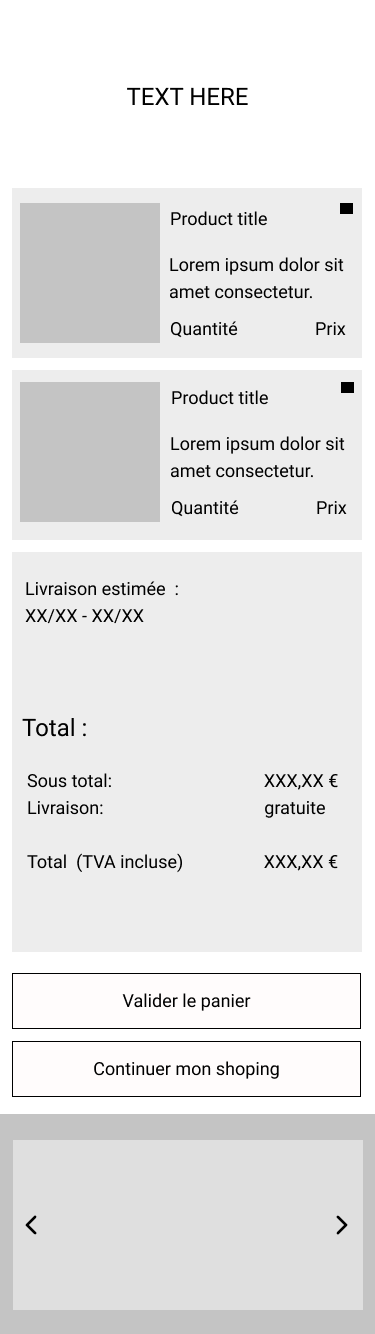 TEXT HERE
Product title
Lorem ipsum dolor sit
amet consectetur.
Quantité Prix
Product title
Lorem ipsum dolor sit
amet consectetur.
Quantité Prix
Livraison estimée :
XX/XX - XX/XX
Total :
Sous total: XXX,XX €
Livraison: gratuite
Total (TVA incluse) XXX,XX €
Valider le panier
Continuer mon shoping